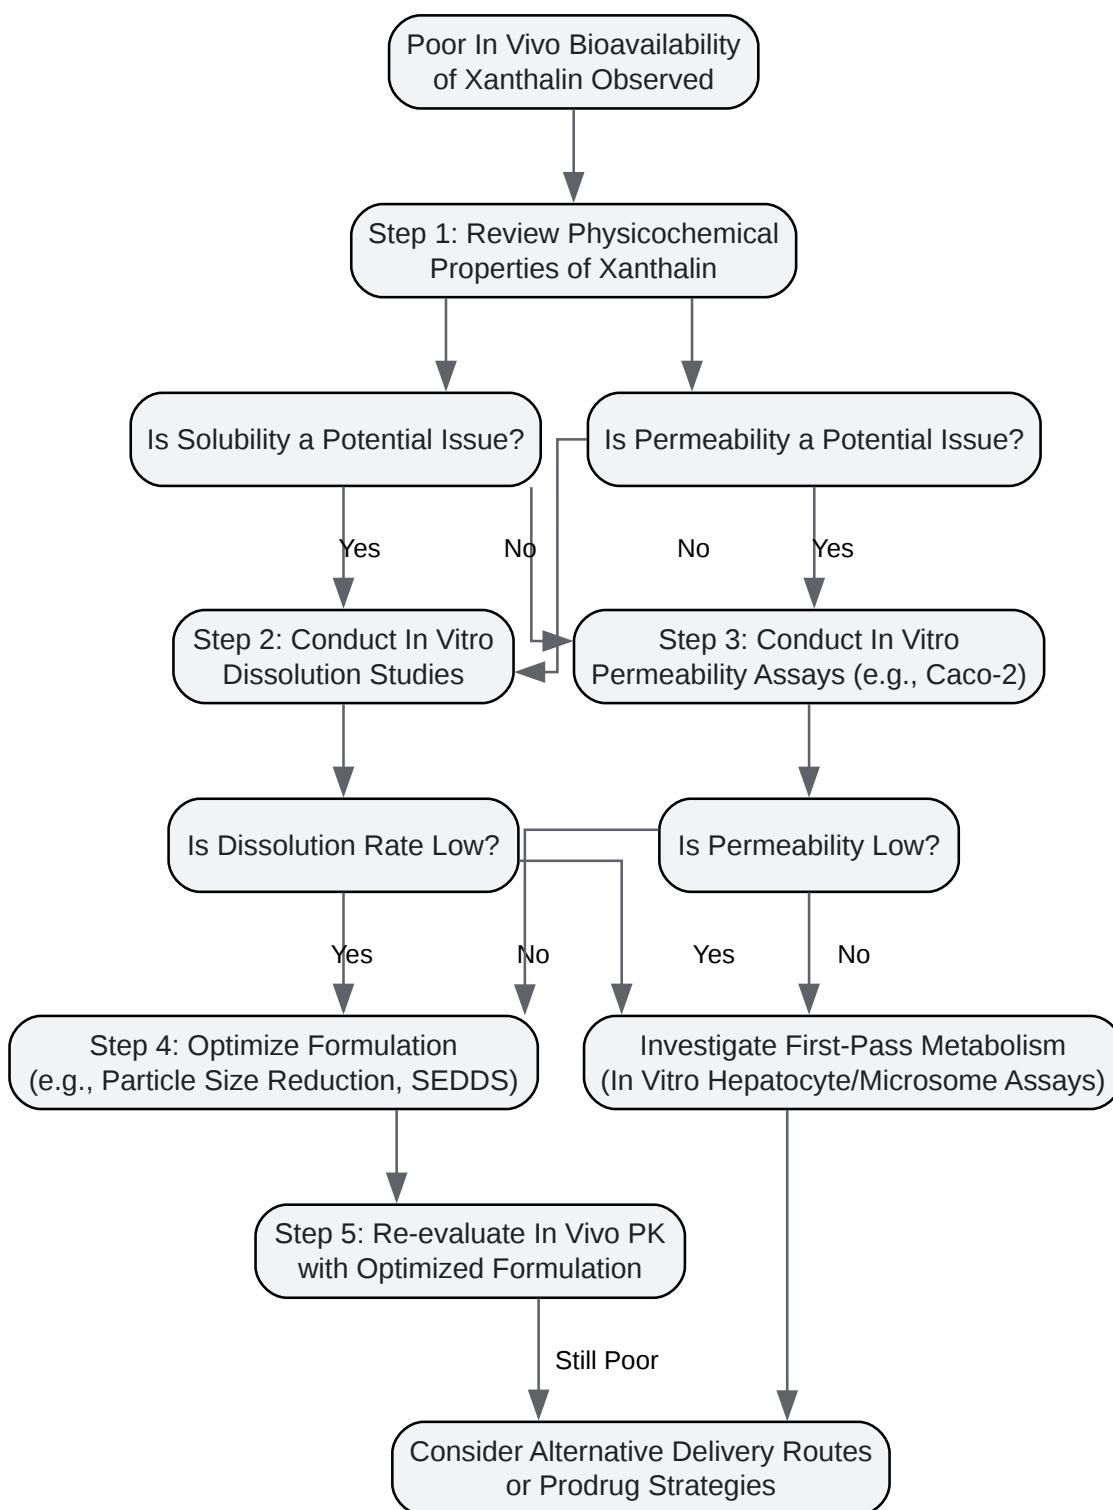 Poor In Vivo Bioavailability
of Xanthalin Observed
Step 1: Review Physicochemical
Properties of Xanthalin
Is Solubility a Potential Issue?
Is Permeability a Potential Issue?
Yes
No
No
Yes
Step 2: Conduct In Vitro
Dissolution Studies
Step 3: Conduct In Vitro
Permeability Assays (e.g., Caco-2)
Is Dissolution Rate Low?
Is Permeability Low?
Yes
No
Yes
No
Step 4: Optimize Formulation
(e.g., Particle Size Reduction, SEDDS)
Investigate First-Pass Metabolism
(In Vitro Hepatocyte/Microsome Assays)
Step 5: Re-evaluate In Vivo PK
with Optimized Formulation
Still Poor
Consider Alternative Delivery Routes
or Prodrug Strategies